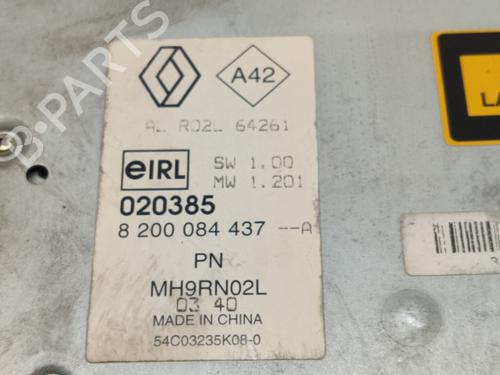 A42
AL R02L 64261
eIRL SW 1.00
MW 1.201
020385
8 200 084 437 --A
PN
MH9RN02L
03 40
MADE IN CHINA
54C03235K08-0
LA